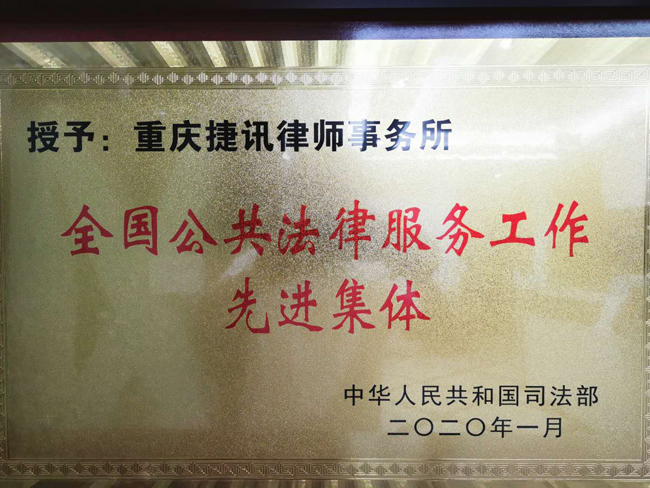 授予：重庆捷讯律师事务所
全国公共法律服务工作
先进集体
中华人民共和国司法部
二〇二〇年一月